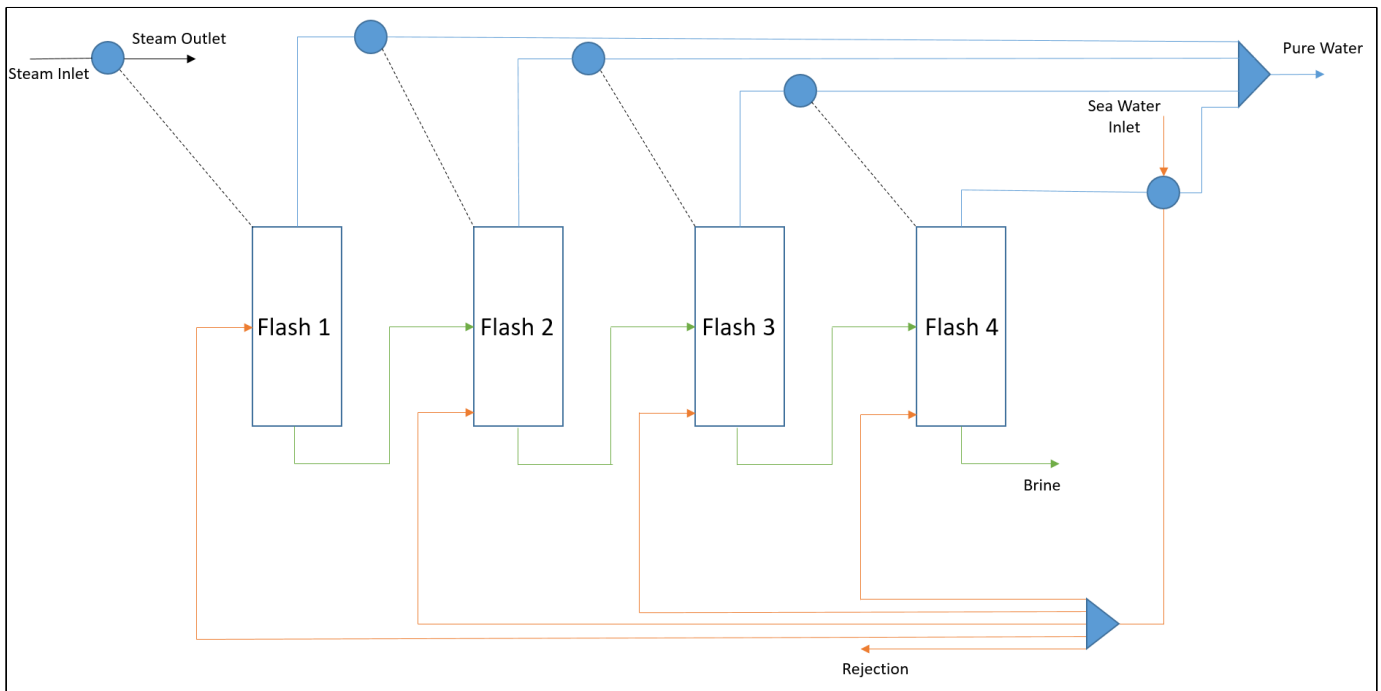 Steam Outlet
Steam Inlet
Pure Water
Sea Water
Inlet
Flash 1
Flash 2
Flash 3
Flash 4
Brine
Rejection